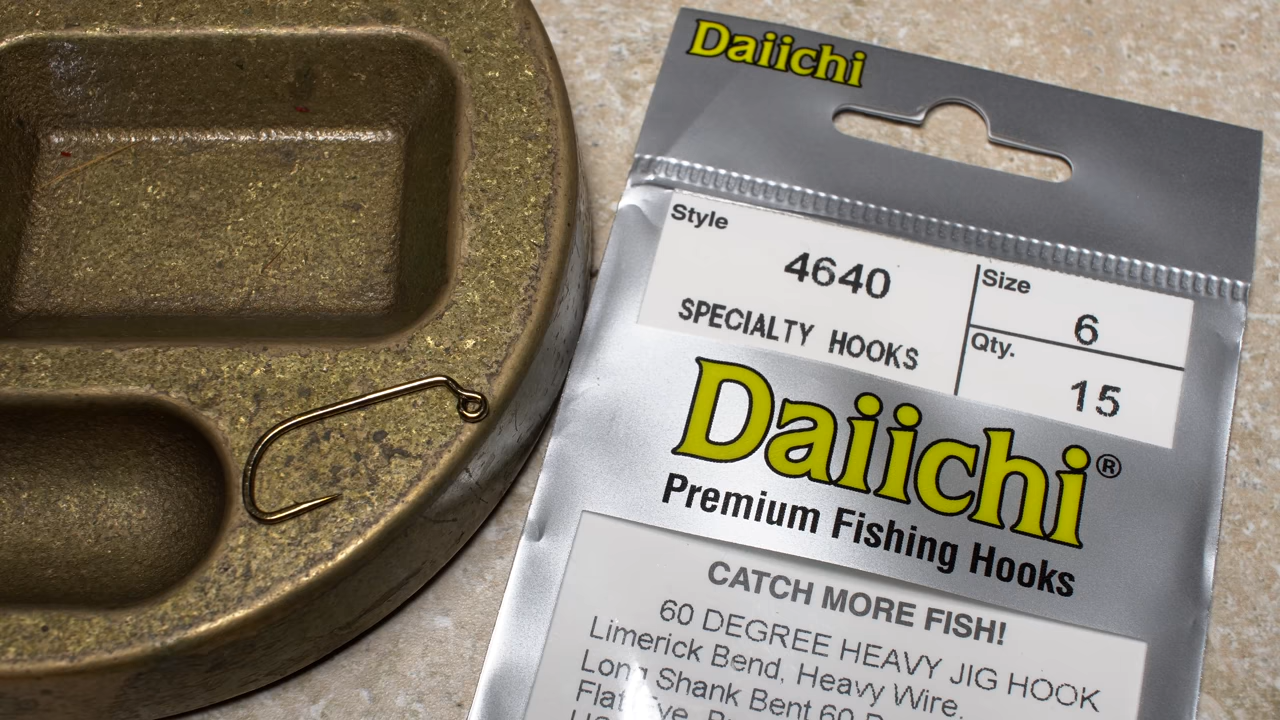 Daiichi
Style
4640
SPECIALTY HOOKS
Size
6
Qty.
15
Daiichi®
Premium Fishing Hooks
CATCH MORE FISH!
60 DEGREE HEAVY JIG HOOK
Limerick Bend, Heavy Wire,
Long Shank Bent 60